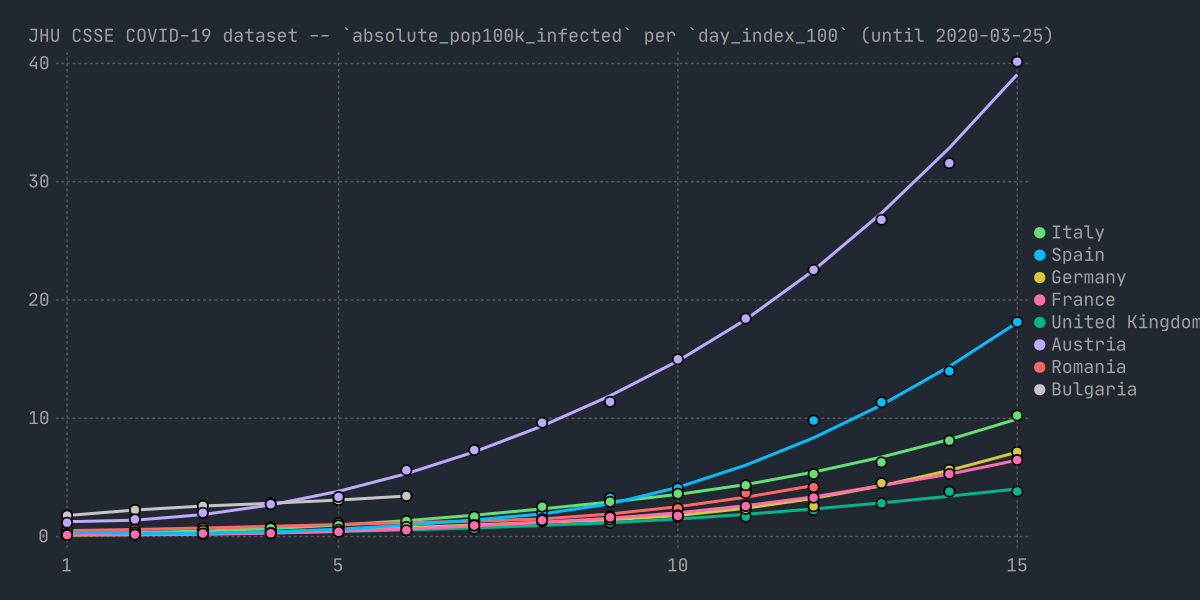 JHU CSSE COVID-19 dataset -- `absolute_pop100k_infected` per `day_index_100` (until 2020-03-25)
40
30
20
10
0
1
5
10
15
Italy
Spain
Germany
France
United Kingdom
Austria
Romania
Bulgaria